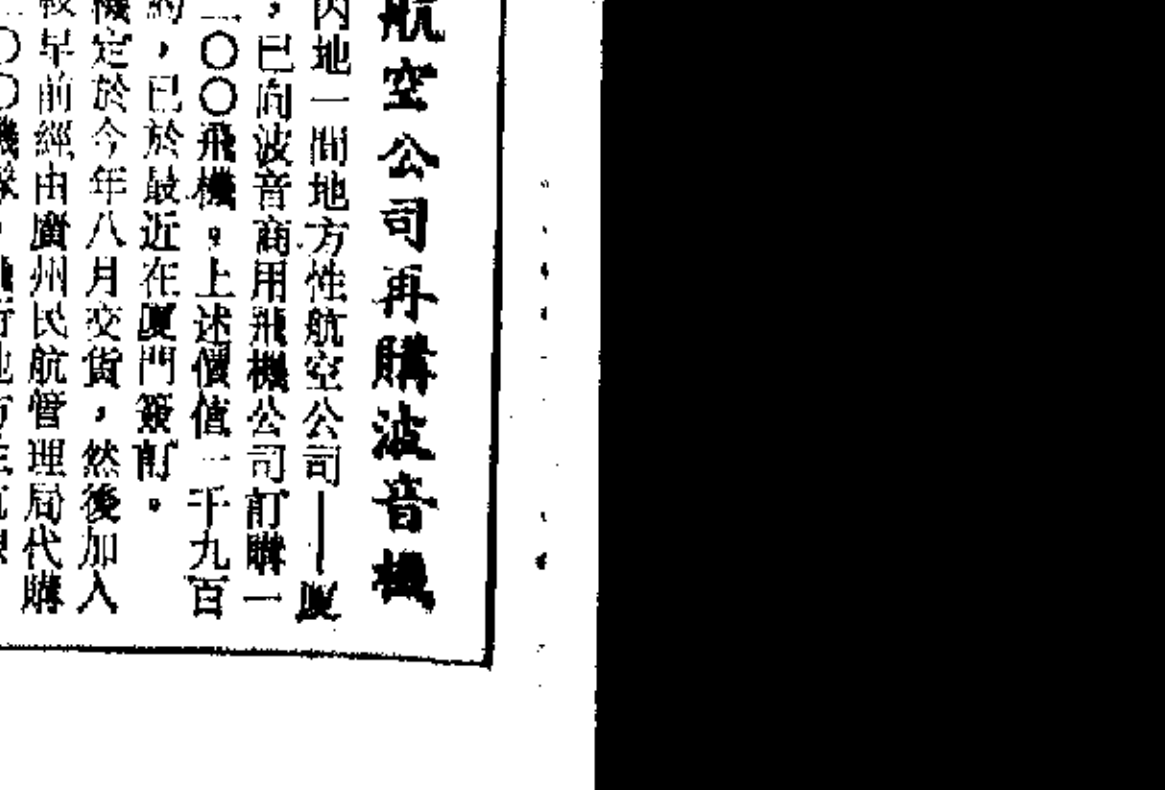 航空公司再購波音機
內地一間地方性航空公司——廈
，已向波音商用飛機公司訂購一
二〇〇飛機。上述價值一千九百
約，已於最近在廈門簽訂。
機定於今年八月交貨，然後加入
較早前經由廣州民航管理局代購
〇〇機隊，